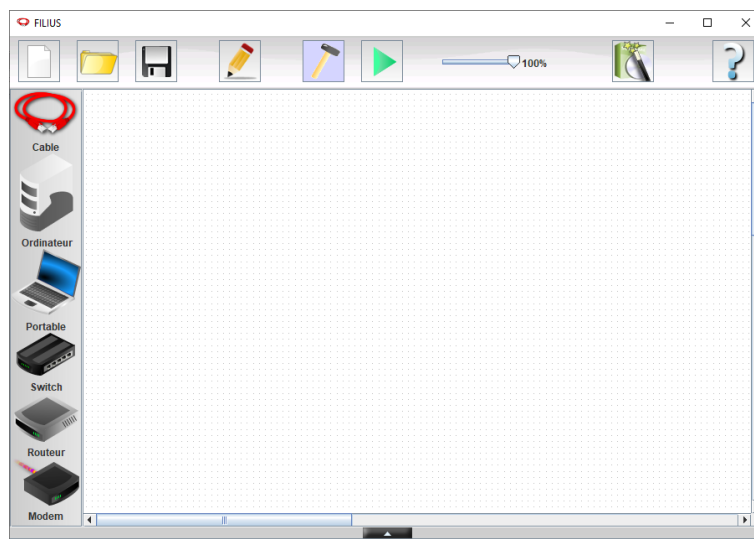 FILIUS
100%
Cable
Ordinateur
Portable
Switch
Routeur
Modem